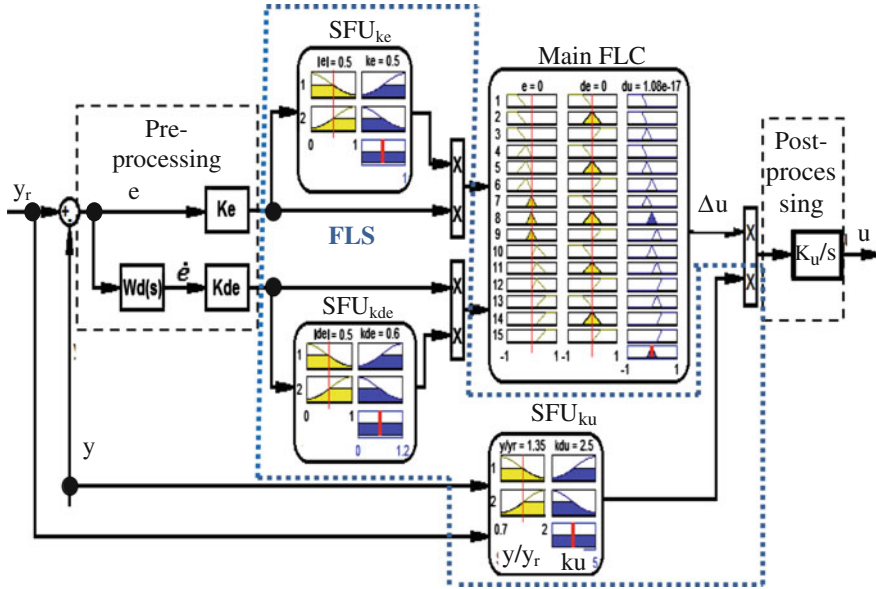 SFUke
|e| = 0.5 ke = 0.5
1
2
0 1
1
Main FLC
e = 0 de = 0 du = 1.08e-17
1
2
3
4
5
6
7
8
9
10
11
12
13
14
15
-1 1 -1 1
-1 1
Pre-
processing
Post-
proces
sing
yr
+
-
e
Ke
X
X
FLS
Δu
X
X
Ku/s
u
Wd(s)
ė
Kde
X
X
SFUkde
|de| = 0.5 kde = 0.6
1
2
0 1
0 1.2
y
SFUku
y/yr = 1.35 kdu = 2.5
1
2
0.7 2
5
y/yr ku